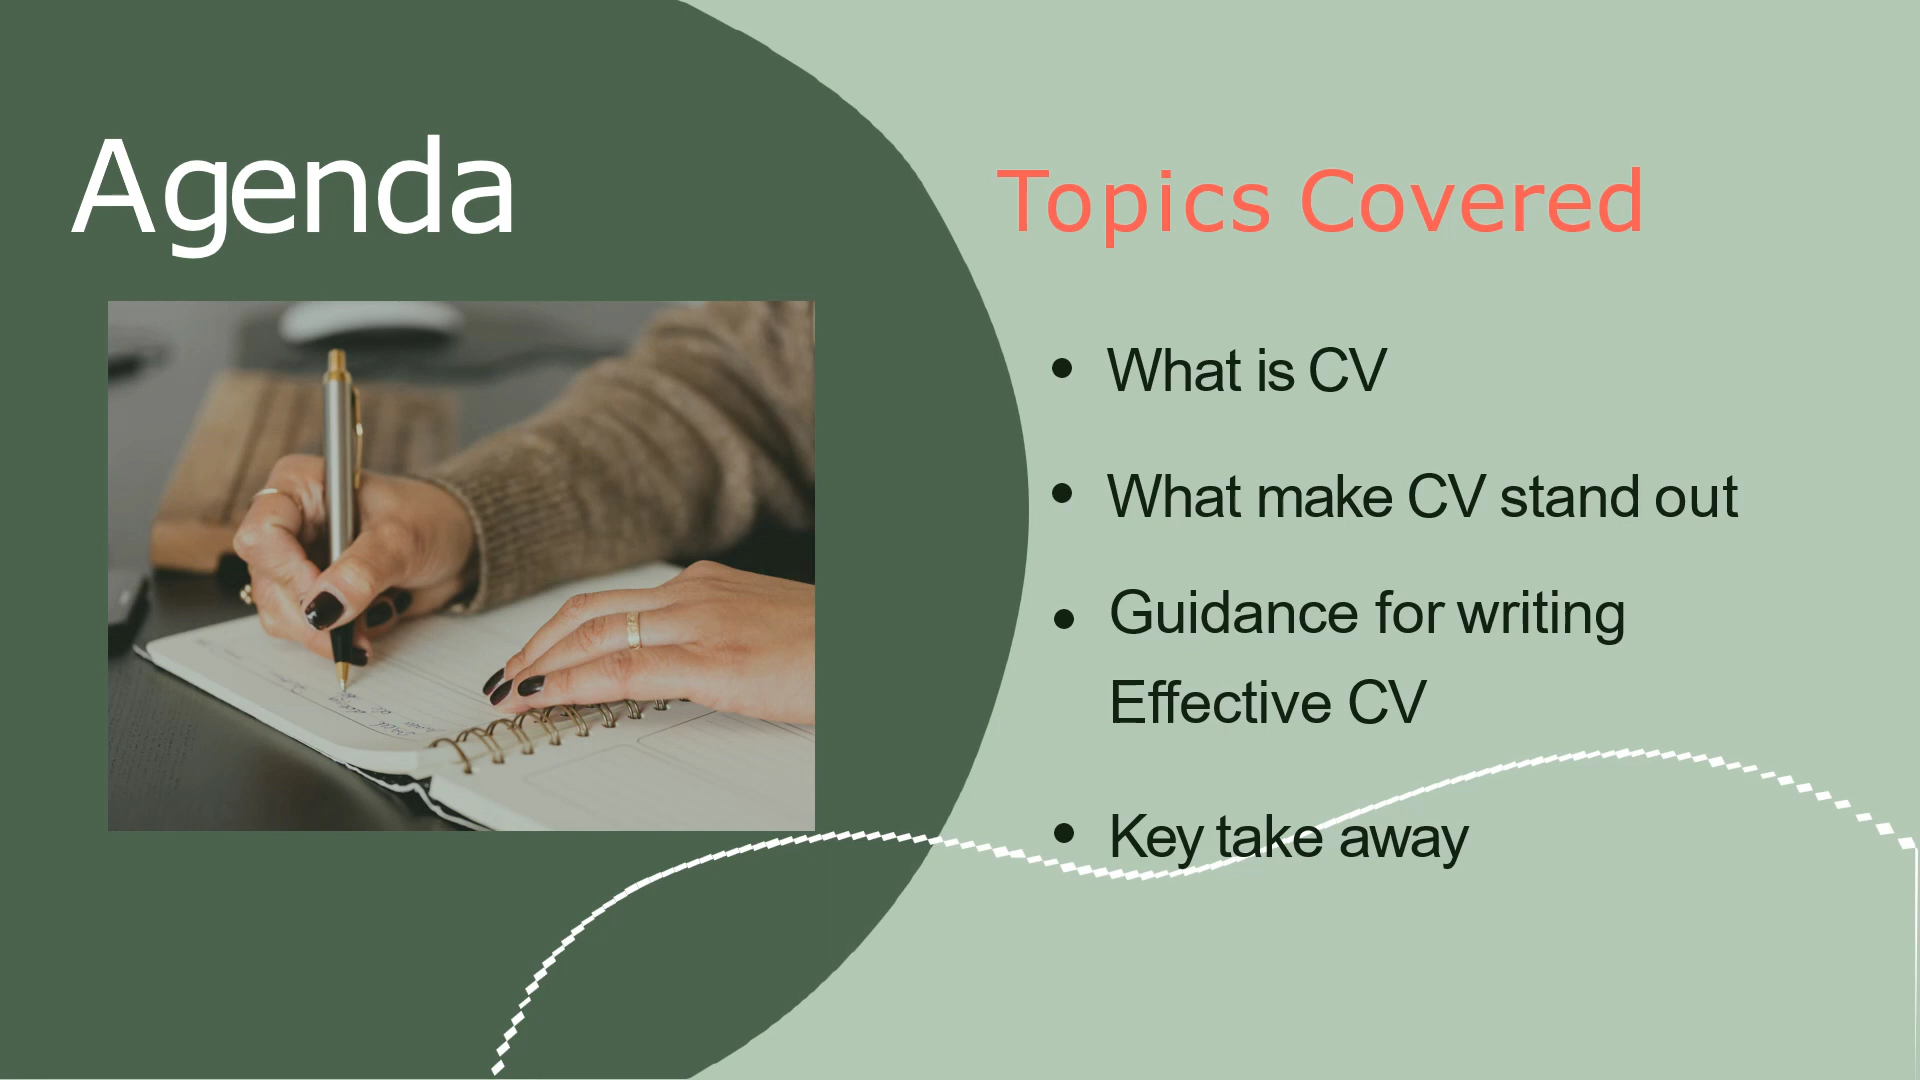 Agenda
Topics Covered
• What is CV
• What make CV stand out
• Guidance for writing
Effective CV
• Key take away